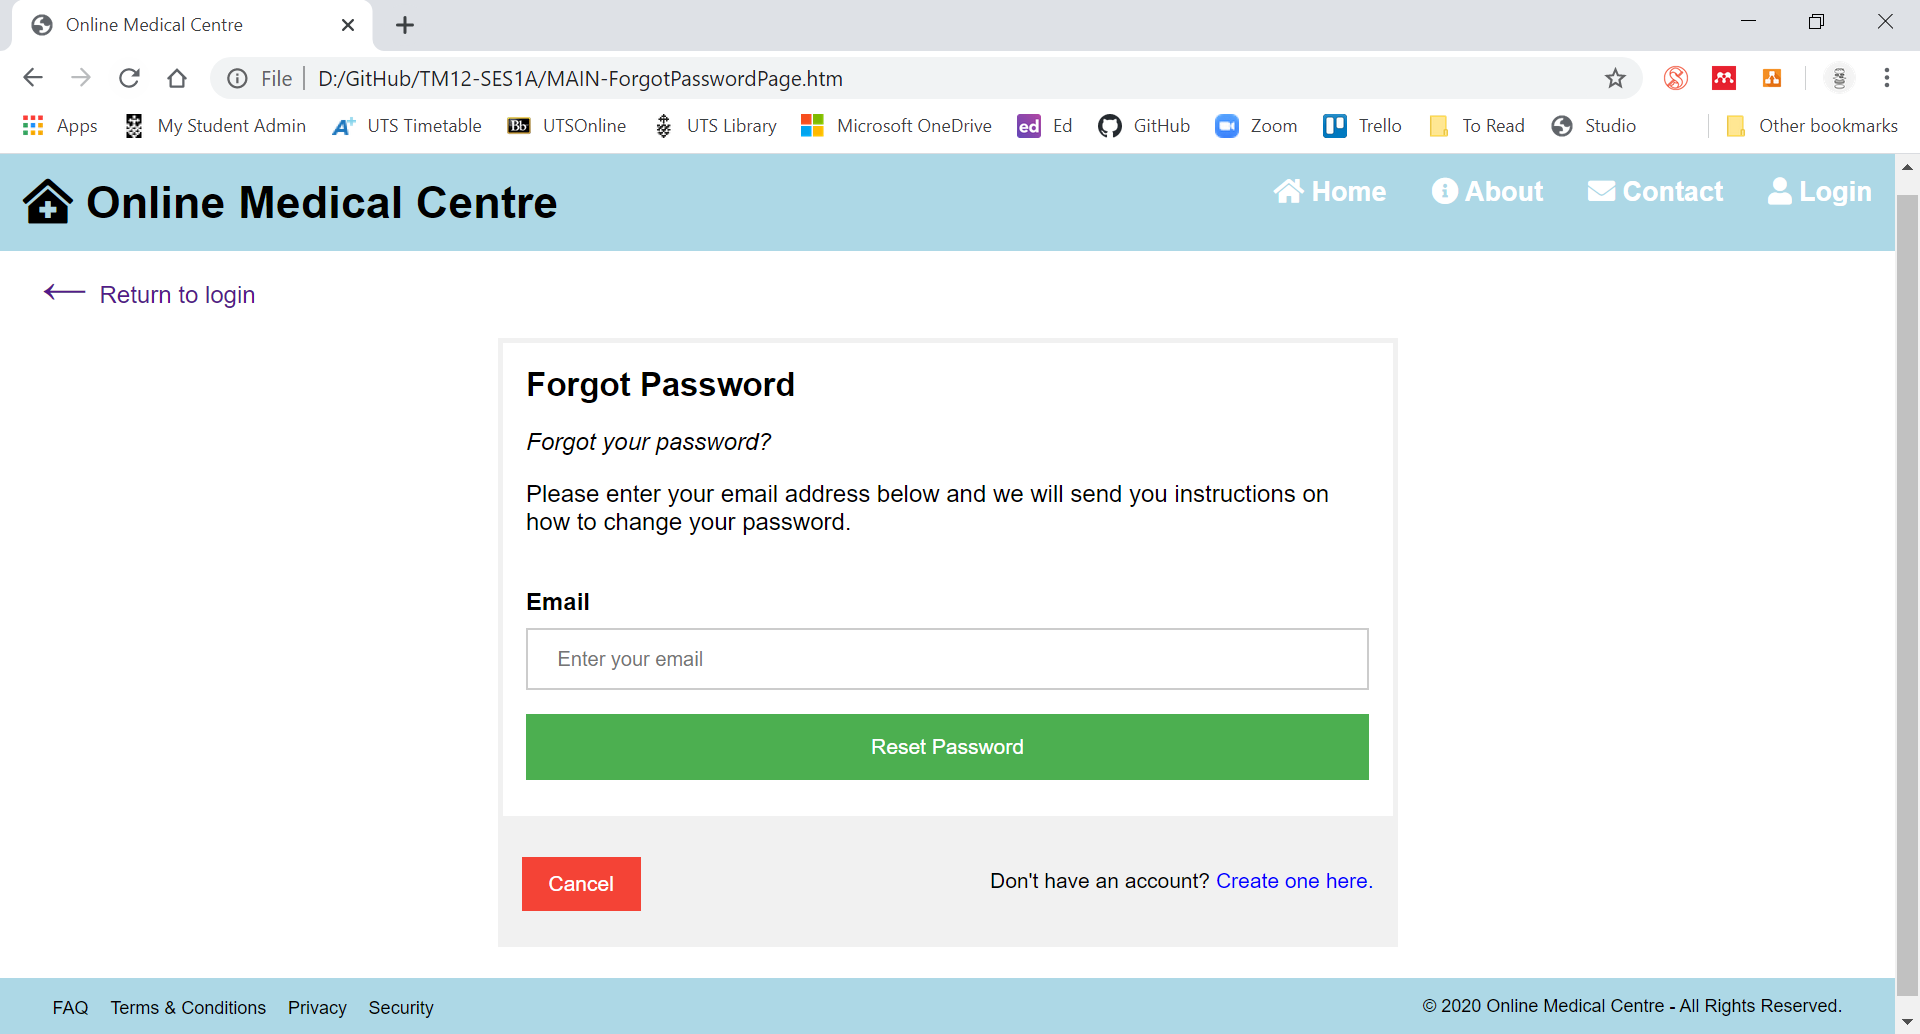 Online Medical Centre
File
D:/GitHub/TM12-SES1A/MAIN-ForgotPasswordPage.htm
Apps
My Student Admin
A+
UTS Timetable
Bb
UTSOnline
UTS Library
Microsoft OneDrive
ed
Ed
GitHub
Zoom
Trello
To Read
Studio
Other bookmarks
Online Medical Centre
Home
About
Contact
Login
Return to login
Forgot Password
Forgot your password?
Please enter your email address below and we will send you instructions on
how to change your password.
Email
Enter your email
Reset Password
Cancel
Don't have an account? Create one here.
FAQ
Terms & Conditions
Privacy
Security
© 2020 Online Medical Centre - All Rights Reserved.